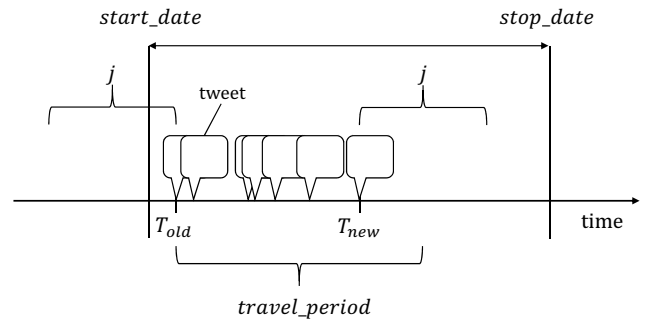 start_date stop_date
j j
tweet
T_old T_new time
travel_period